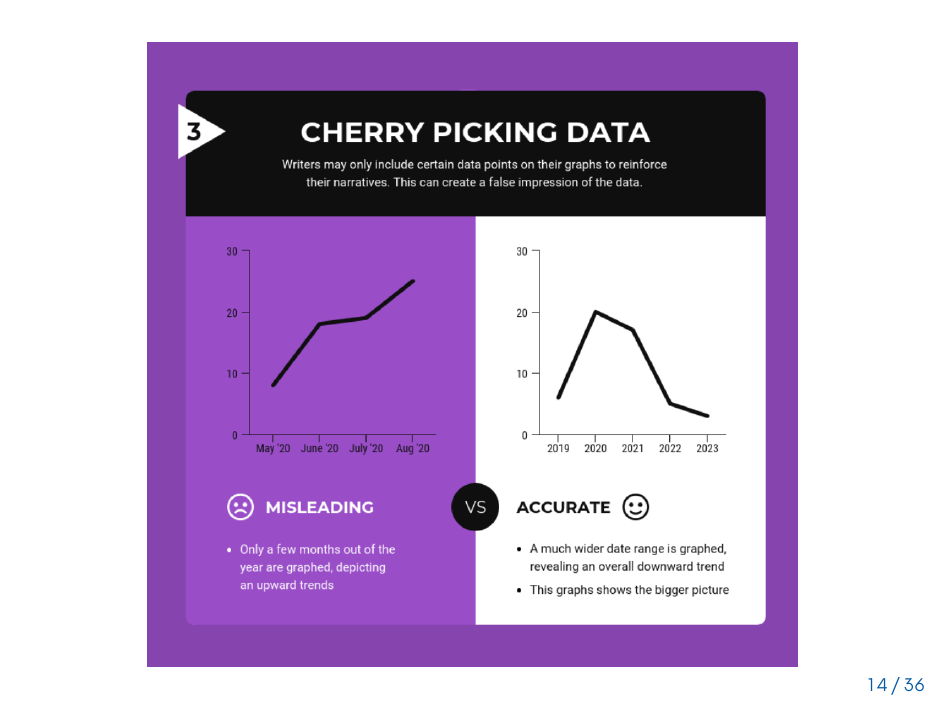 3
CHERRY PICKING DATA
Writers may only include certain data points on their graphs to reinforce
their narratives. This can create a false impression of the data.
30
20
10
0
May '20 June '20 July '20 Aug '20
MISLEADING
Only a few months out of the
year are graphed, depicting
an upward trends
VS
30
20
10
0
2019 2020 2021 2022 2023
ACCURATE
A much wider date range is graphed,
revealing an overall downward trend
This graphs shows the bigger picture
14 / 36